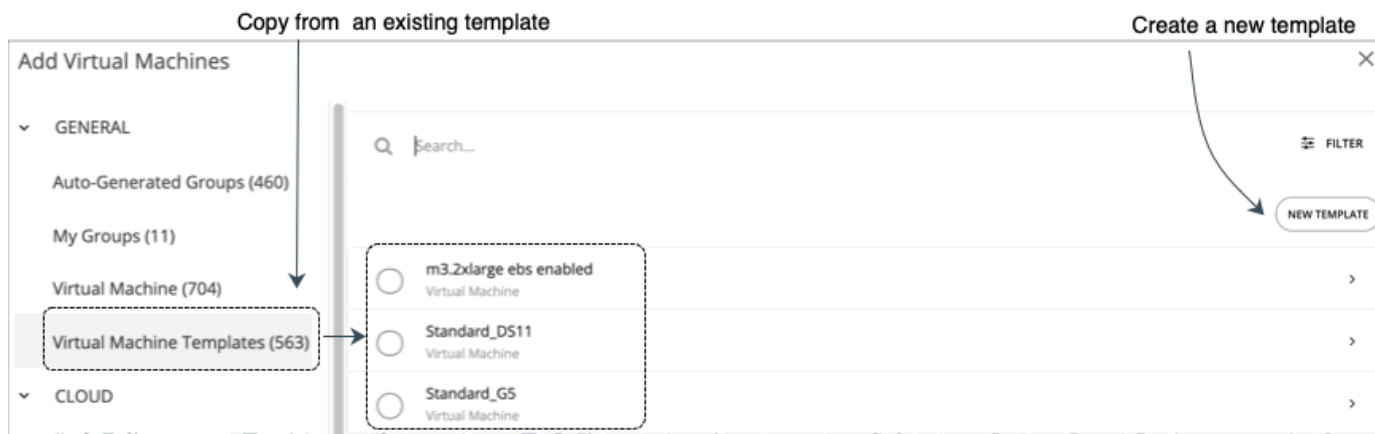 Copy from an existing template
Create a new template
Add Virtual Machines
GENERAL
Auto-Generated Groups (460)
My Groups (11)
Virtual Machine (704)
Virtual Machine Templates (563)
CLOUD
Search...
FILTER
NEW TEMPLATE
m3.2xlarge ebs enabled
Virtual Machine
Standard_DS11
Virtual Machine
Standard_G5
Virtual Machine